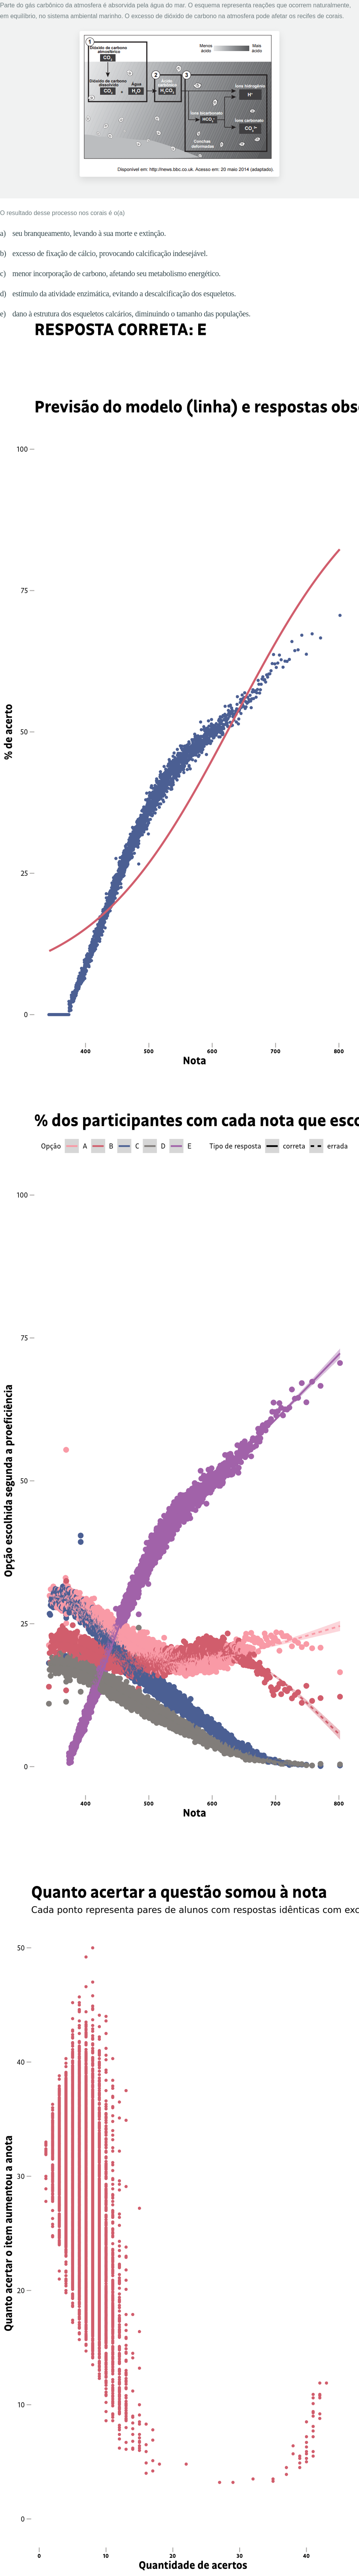 Parte do gás carbônico da atmosfera é absorvida pela água do mar. O esquema representa reações que ocorrem naturalmente,
em equilíbrio, no sistema ambiental marinho. O excesso de dióxido de carbono na atmosfera pode afetar os recifes de corais.
1
Dióxido de carbono
atmosférico
CO₂
Menos
ácido
Mais
ácido
2
3
Dióxido de carbono
dissolvido
Água
Ácido
carbônico
Íons hidrogênio
CO₂ + H₂O
H₂CO₃
H⁺
Íons bicarbonato
HCO₃⁻
Íons carbonato
CO₃²⁻
Conchas
deformadas
Disponível em: http://news.bbc.co.uk. Acesso em: 20 maio 2014 (adaptado).
O resultado desse processo nos corais é o(a)
a) seu branqueamento, levando à sua morte e extinção.
b) excesso de fixação de cálcio, provocando calcificação indesejável.
c) menor incorporação de carbono, afetando seu metabolismo energético.
d) estímulo da atividade enzimática, evitando a descalcificação dos esqueletos.
e) dano à estrutura dos esqueletos calcários, diminuindo o tamanho das populações.
RESPOSTA CORRETA: E
Previsão do modelo (linha) e respostas obs
100
75
50
25
0
% de acerto
400 500 600 700 800
Nota
% dos participantes com cada nota que esco
Opção A B C D E Tipo de resposta correta errada
100
75
50
25
0
Opção escolhida segunda a proeficiência
400 500 600 700 800
Nota
Quanto acertar a questão somou à nota
Cada ponto representa pares de alunos com respostas idênticas com exc
50
40
30
20
10
0
Quanto acertar o item aumentou a anota
0 10 20 30 40
Quantidade de acertos